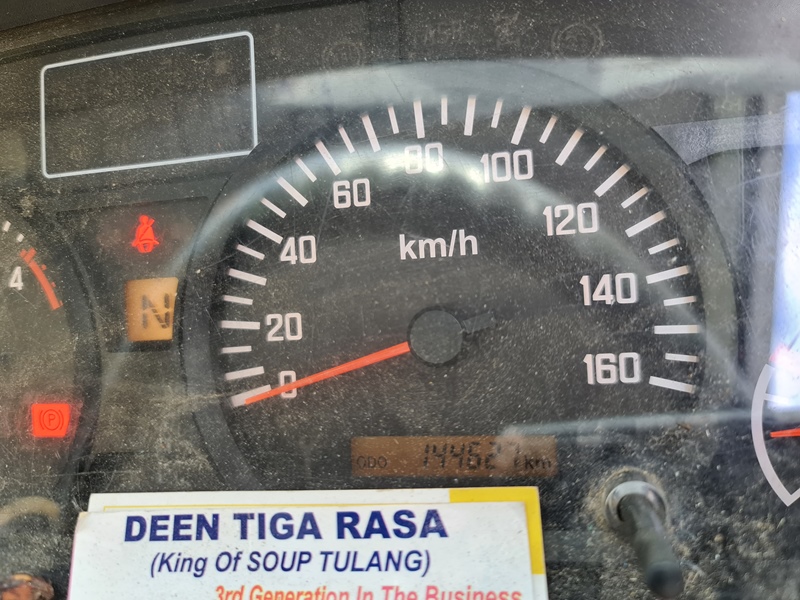 80
60
100
120
km/h
40
4
140
N
20
160
0
(P)
ODO 144627 km
DEEN TIGA RASA
(King Of SOUP TULANG)
3rd Generation In The Business